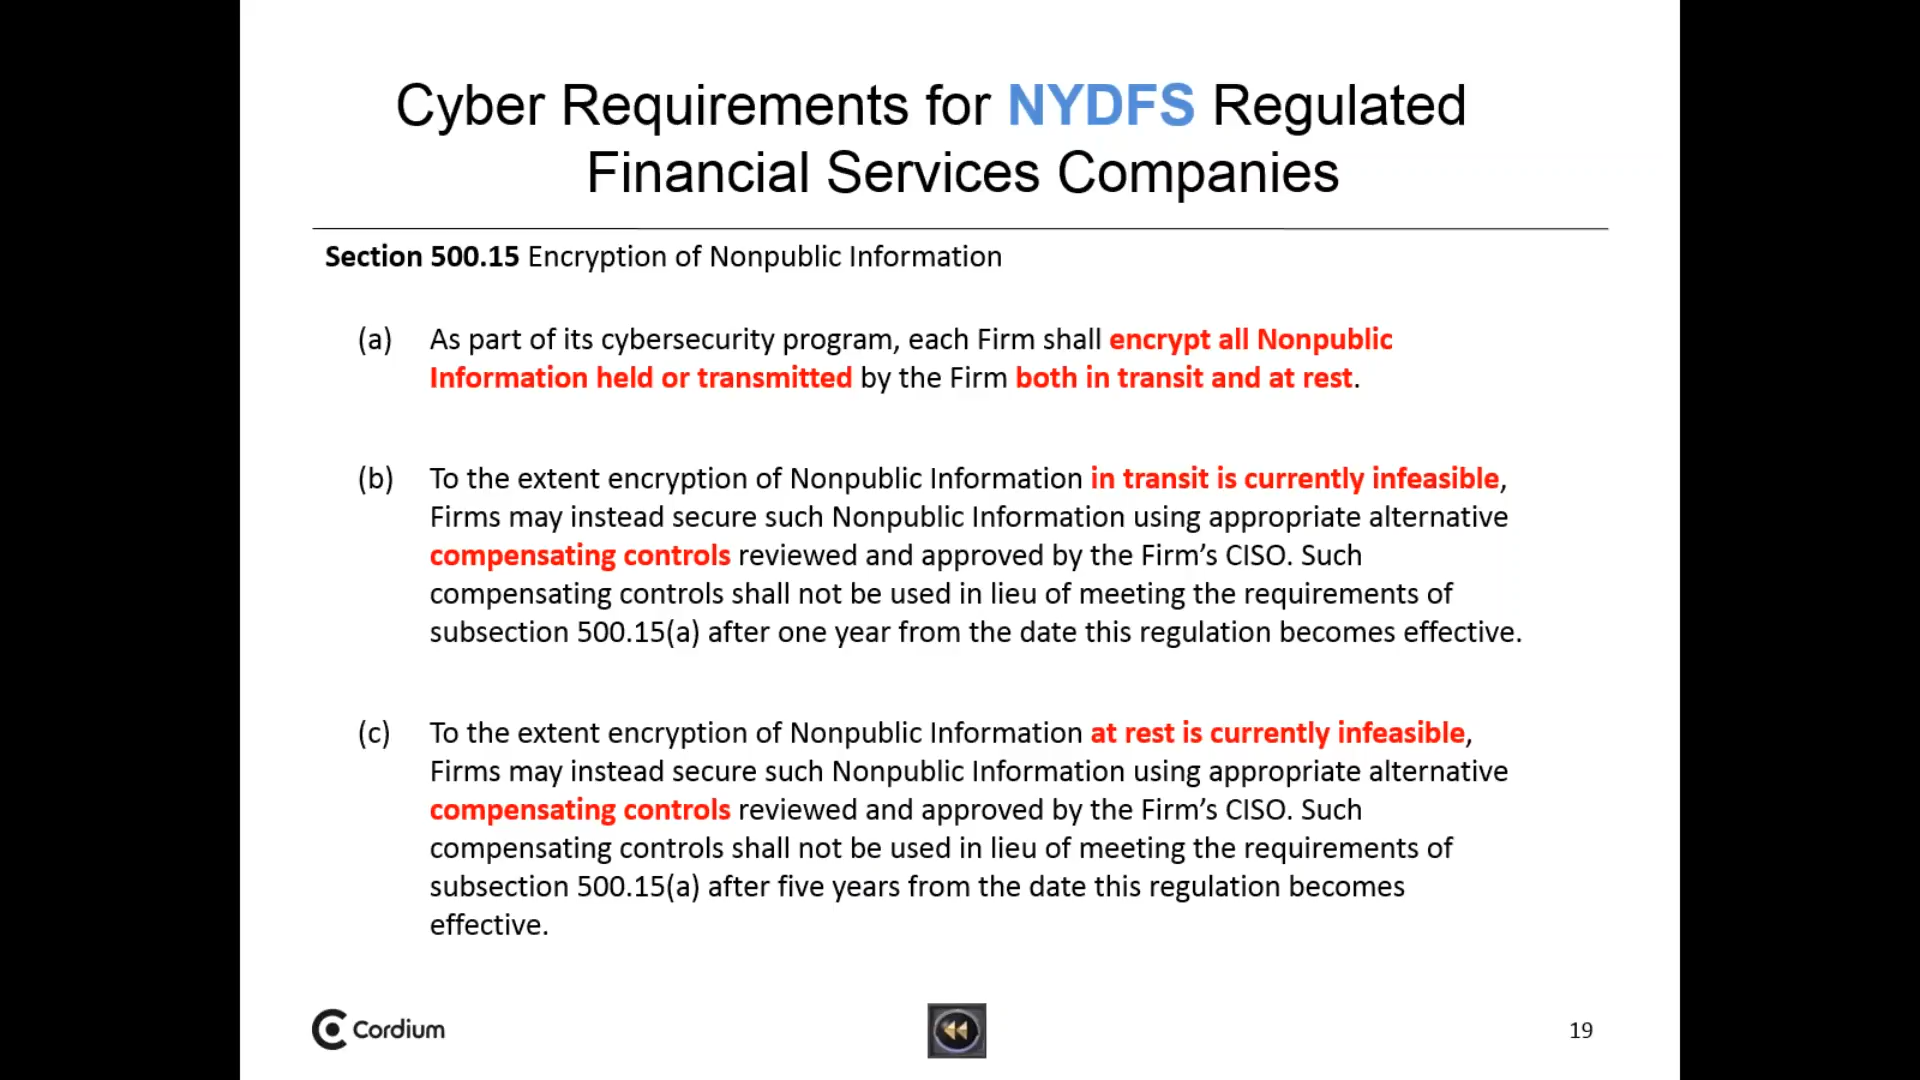 Cyber Requirements for NYDFS Regulated
Financial Services Companies
Section 500.15 Encryption of Nonpublic Information
(a) As part of its cybersecurity program, each Firm shall encrypt all Nonpublic
Information held or transmitted by the Firm both in transit and at rest.
(b) To the extent encryption of Nonpublic Information in transit is currently infeasible,
Firms may instead secure such Nonpublic Information using appropriate alternative
compensating controls reviewed and approved by the Firm’s CISO. Such
compensating controls shall not be used in lieu of meeting the requirements of
subsection 500.15(a) after one year from the date this regulation becomes effective.
(c) To the extent encryption of Nonpublic Information at rest is currently infeasible,
Firms may instead secure such Nonpublic Information using appropriate alternative
compensating controls reviewed and approved by the Firm’s CISO. Such
compensating controls shall not be used in lieu of meeting the requirements of
subsection 500.15(a) after five years from the date this regulation becomes
effective.
Cordium
19